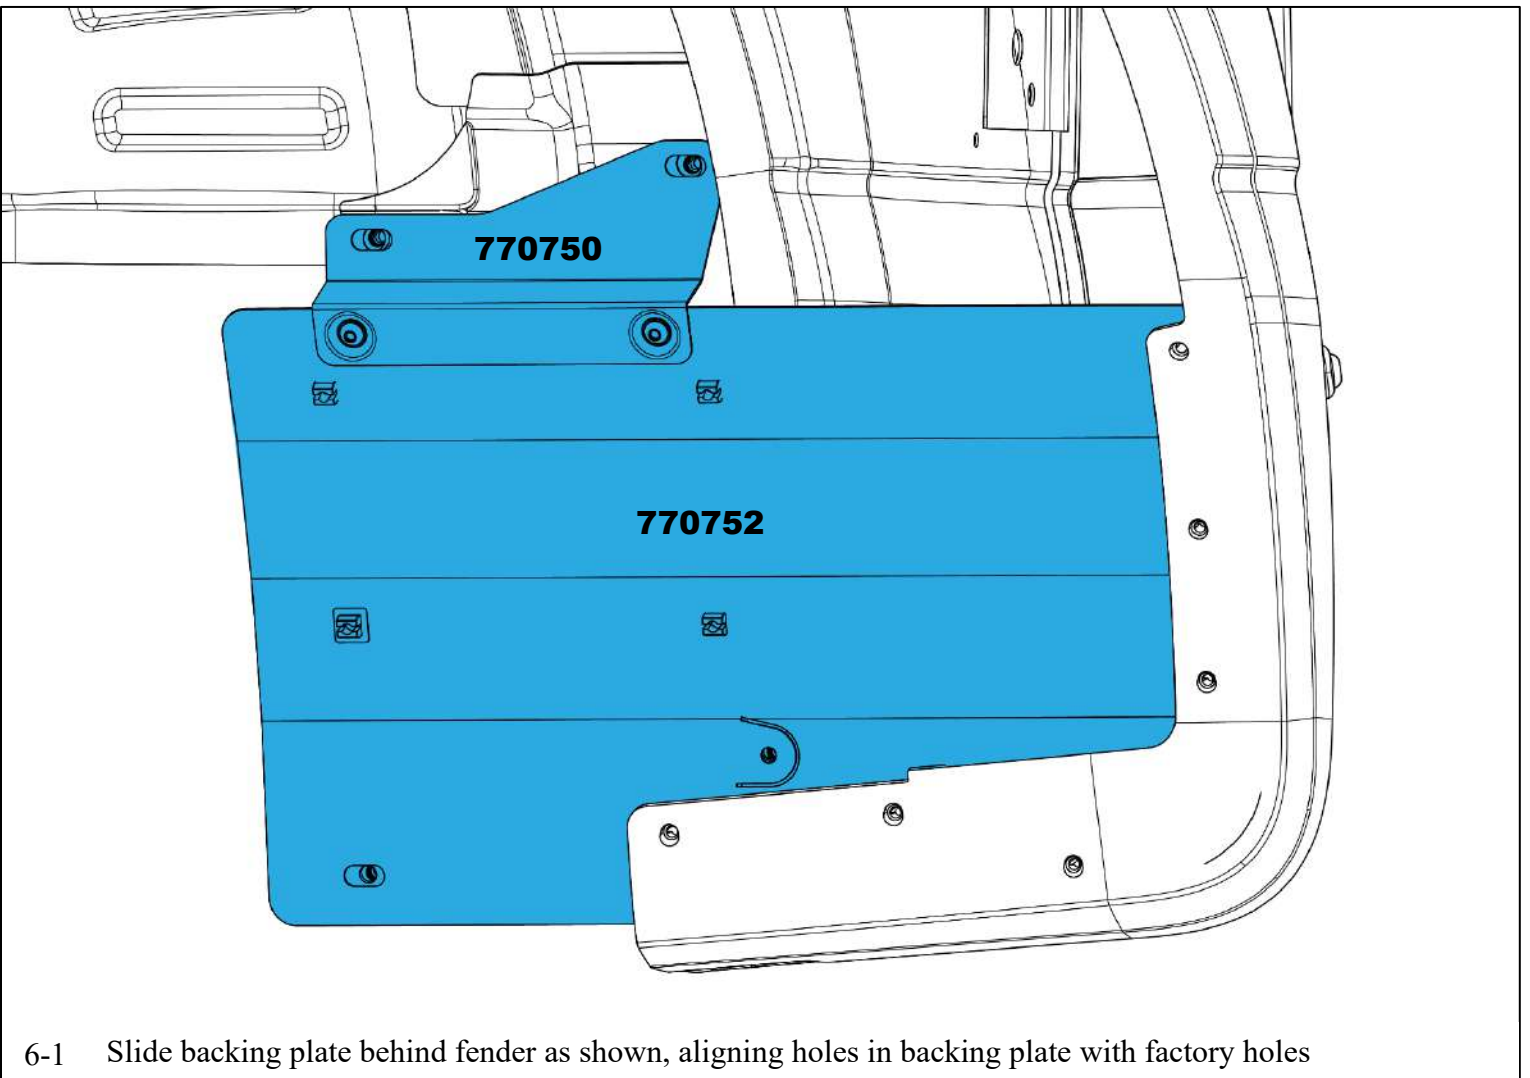 770750
770752
6-1 Slide backing plate behind fender as shown, aligning holes in backing plate with factory holes